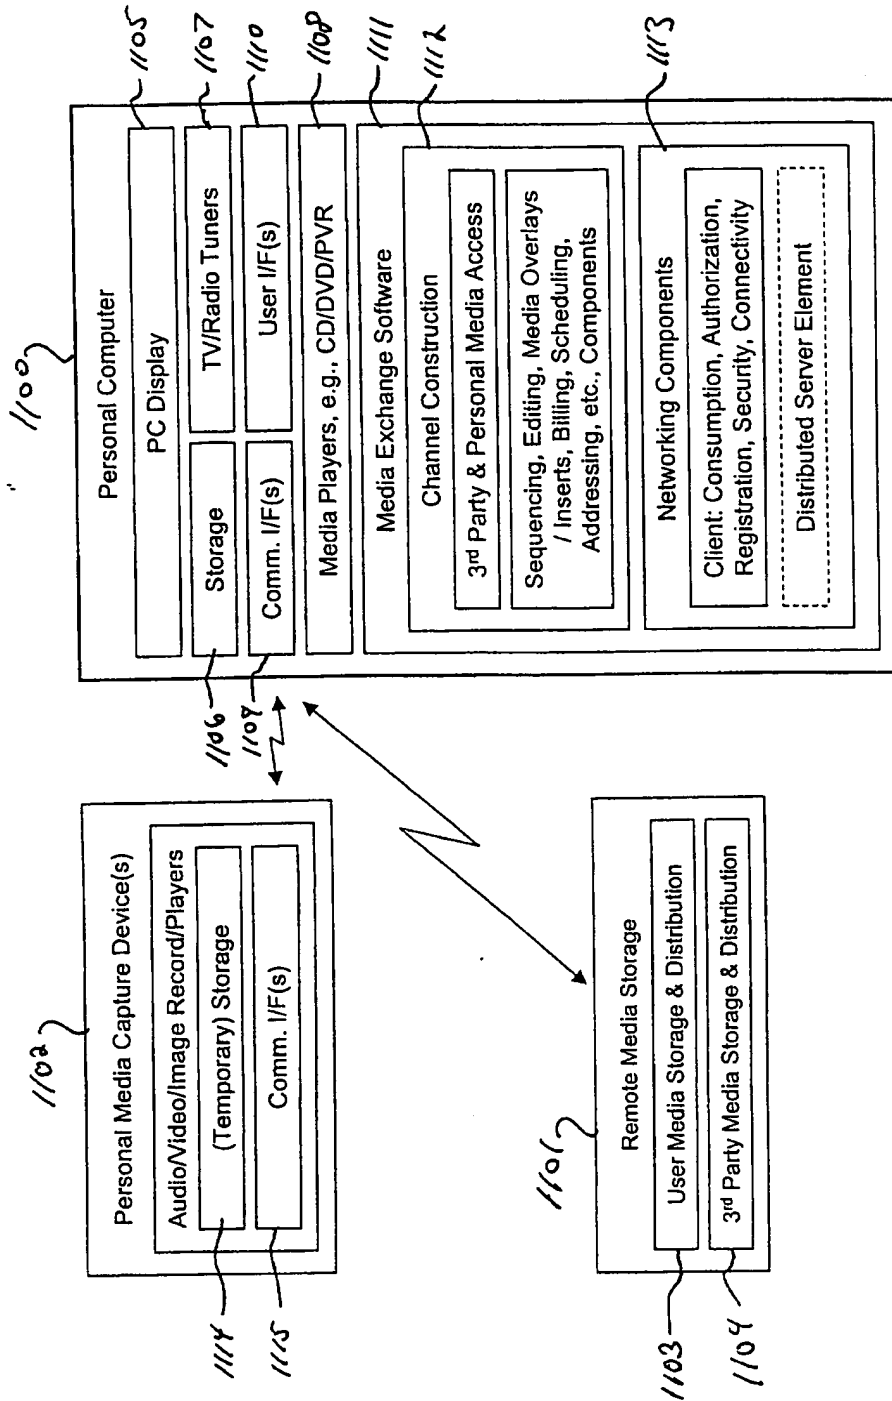 1100
Personal Computer
PC Display
1105
Storage
TV/Radio Tuners
1106
1107
Comm. I/F(s)
User I/F(s)
1109
1110
Media Players, e.g., CD/DVD/PVR
1108
Media Exchange Software
1111
Channel Construction
1112
3rd Party & Personal Media Access
Sequencing, Editing, Media Overlays
/ Inserts, Billing, Scheduling,
Addressing, etc., Components
Networking Components
1113
Client: Consumption, Authorization,
Registration, Security, Connectivity
Distributed Server Element
1102
Personal Media Capture Device(s)
Audio/Video/Image Record/Players
(Temporary) Storage
1114
Comm. I/F(s)
1115
1101
Remote Media Storage
User Media Storage & Distribution
1103
3rd Party Media Storage & Distribution
1104